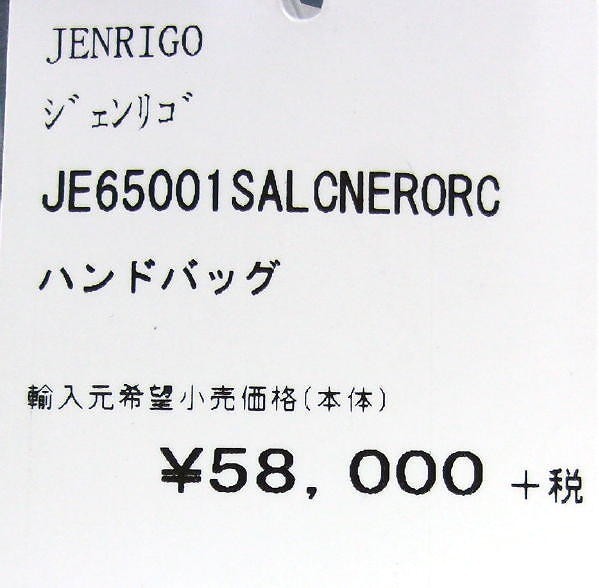 JENRIGO
ｼﾞｪﾝﾘｺﾞ
JE65001SALCNERORC
ハンドバッグ
輸入元希望小売価格(本体)
¥58,000 +税